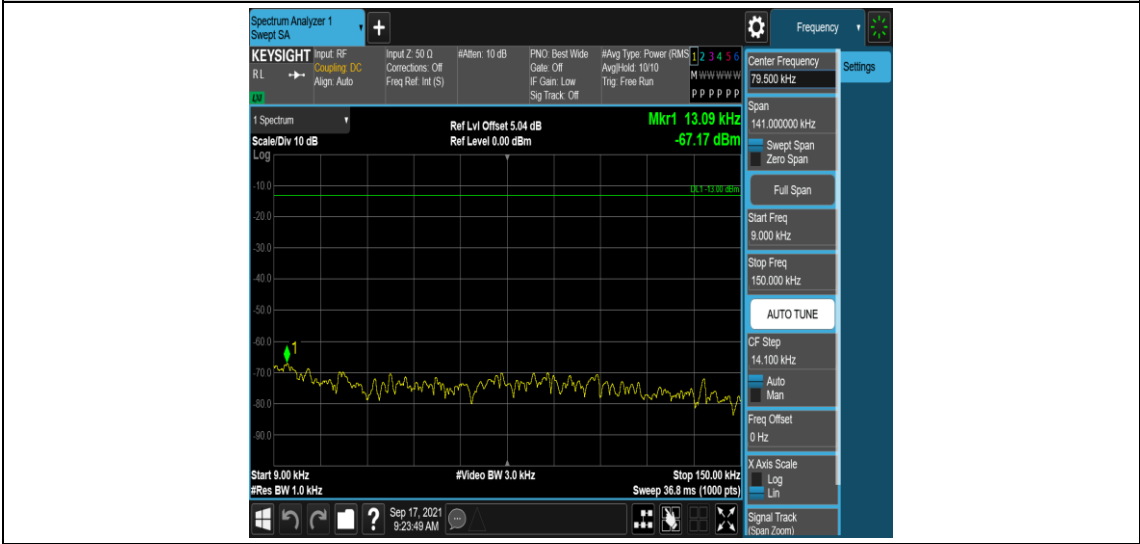 Spectrum Analyzer 1
Swept SA
+
Frequency
KEYSIGHT
RL
LM
Input: RF
Coupling: DC
Align: Auto
Input Z: 50 Ω
Corrections: Off
Freq Ref: Int (S)
#Atten: 10 dB
PNO: Best Wide
Gate: Off
IF Gain: Low
Sig Track: Off
#Avg Type: Power (RMS
Avg|Hold: 10/10
Trig: Free Run
1 2 3 4 5 6
M W W W W W
P P P P P P
1 Spectrum
Scale/Div 10 dB
Ref Lvl Offset 5.04 dB
Ref Level 0.00 dBm
Mkr1 13.09 kHz
-67.17 dBm
Log
DL1 -13.00 dBm
-10.0
-20.0
-30.0
-40.0
-50.0
-60.0
-70.0
-80.0
-90.0
1
Start 9.00 kHz
#Res BW 1.0 kHz
#Video BW 3.0 kHz
Stop 150.00 kHz
Sweep 36.8 ms (1000 pts)
?
Sep 17, 2021
9:23:49 AM
Center Frequency
79.500 kHz
Settings
Span
141.000000 kHz
Swept Span
Zero Span
Full Span
Start Freq
9.000 kHz
Stop Freq
150.000 kHz
AUTO TUNE
CF Step
14.100 kHz
Auto
Man
Freq Offset
0 Hz
X Axis Scale
Log
Lin
Signal Track
(Span Zoom)